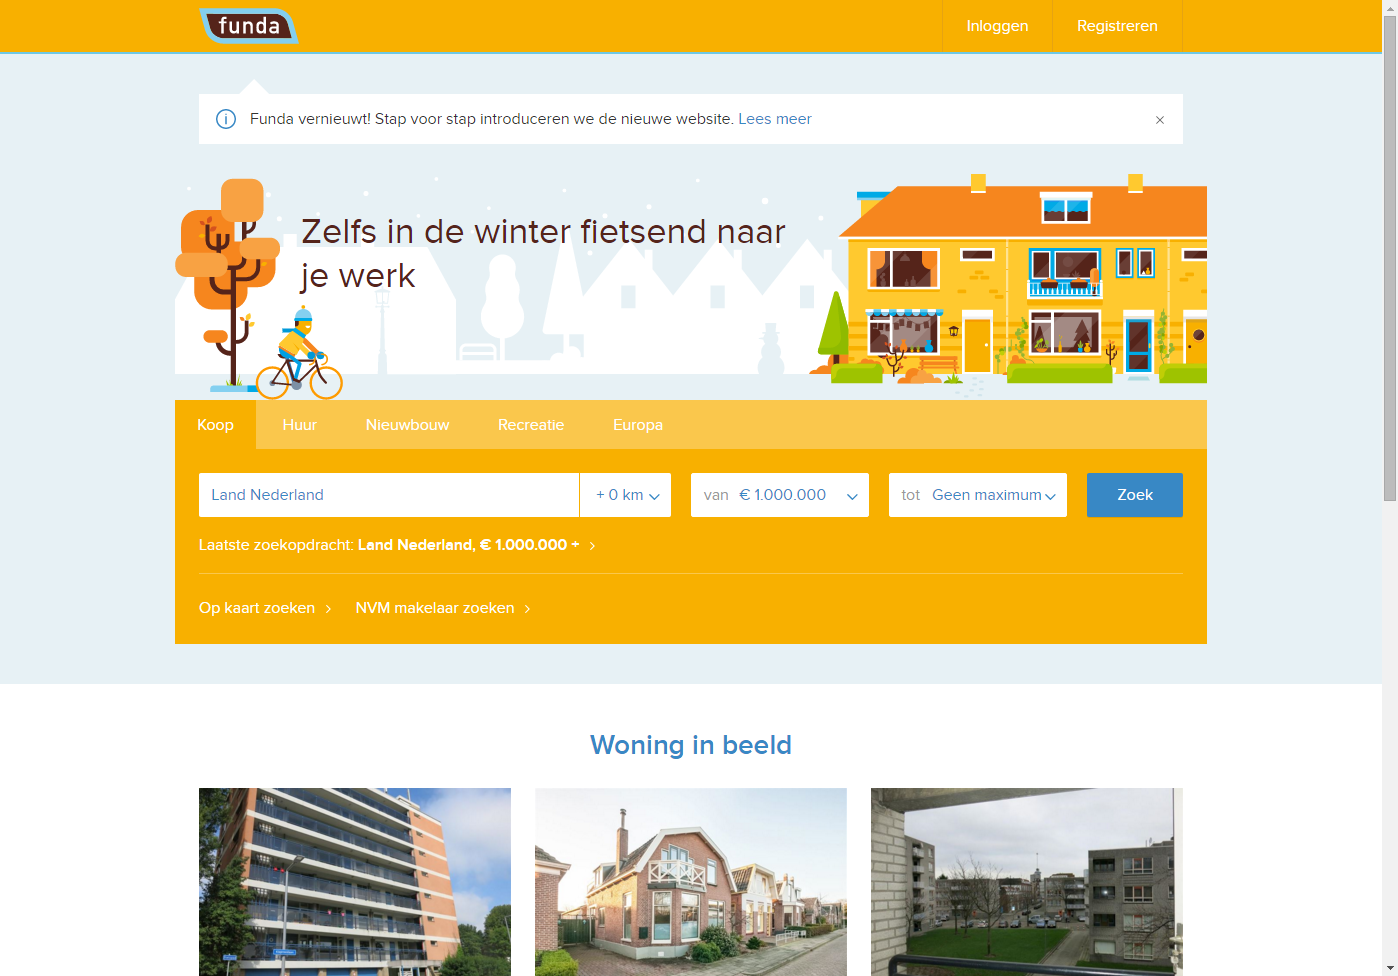 funda
Inloggen
Registreren
Funda vernieuwt! Stap voor stap introduceren we de nieuwe website. Lees meer
Zelfs in de winter fietsend naar
je werk
Koop
Huur
Nieuwbouw
Recreatie
Europa
Land Nederland
+ 0 km
van € 1.000.000
tot Geen maximum
Zoek
Laatste zoekopdracht: Land Nederland, € 1.000.000 +
Op kaart zoeken
NVM makelaar zoeken
Woning in beeld